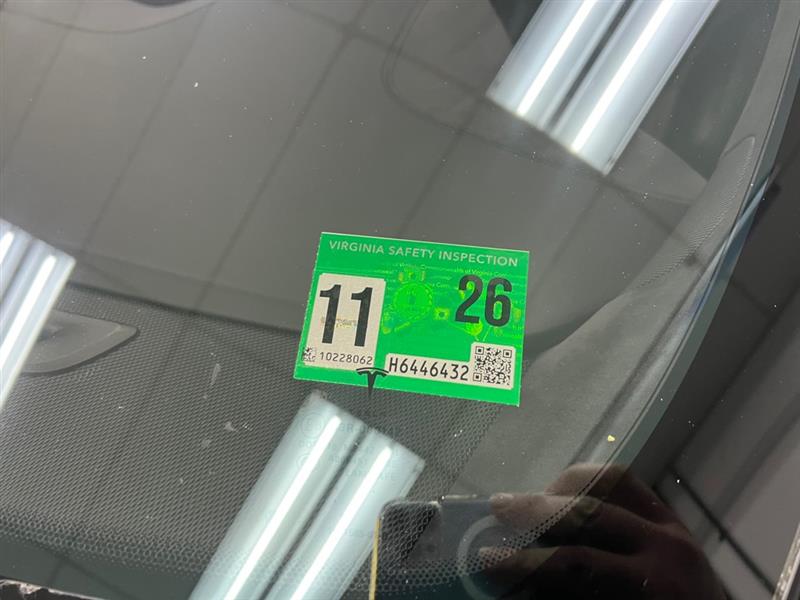 VIRGINIA SAFETY INSPECTION
11
26
10228062
H6446432